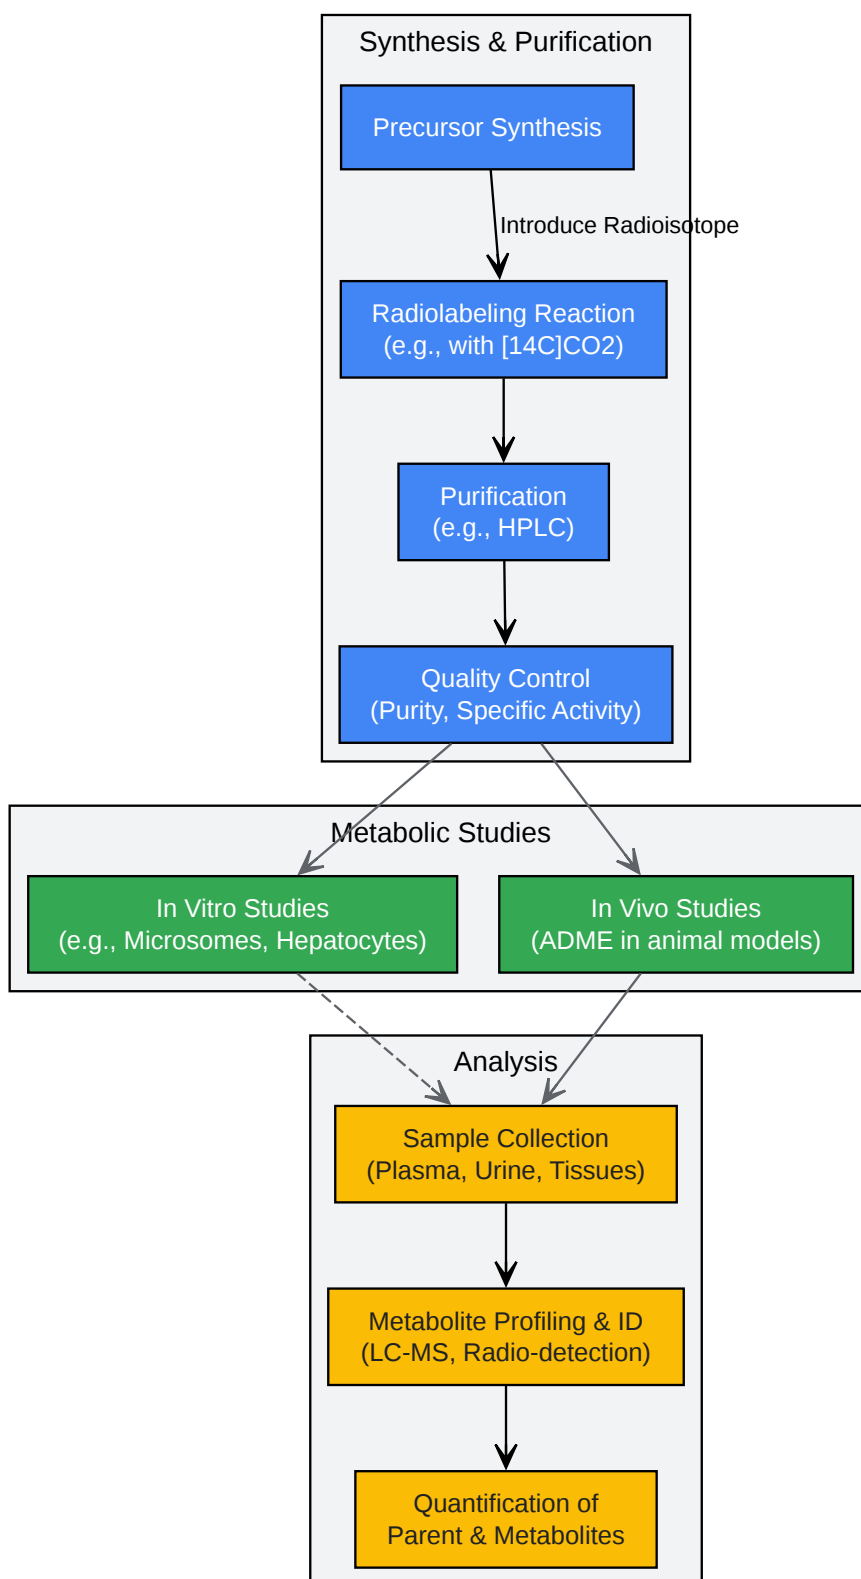 Synthesis & Purification
Precursor Synthesis
Introduce Radioisotope
Radiolabeling Reaction
(e.g., with [14C]CO2)
Purification
(e.g., HPLC)
Quality Control
(Purity, Specific Activity)
Metabolic Studies
In Vitro Studies
(e.g., Microsomes, Hepatocytes)
In Vivo Studies
(ADME in animal models)
Analysis
Sample Collection
(Plasma, Urine, Tissues)
Metabolite Profiling & ID
(LC-MS, Radio-detection)
Quantification of
Parent & Metabolites